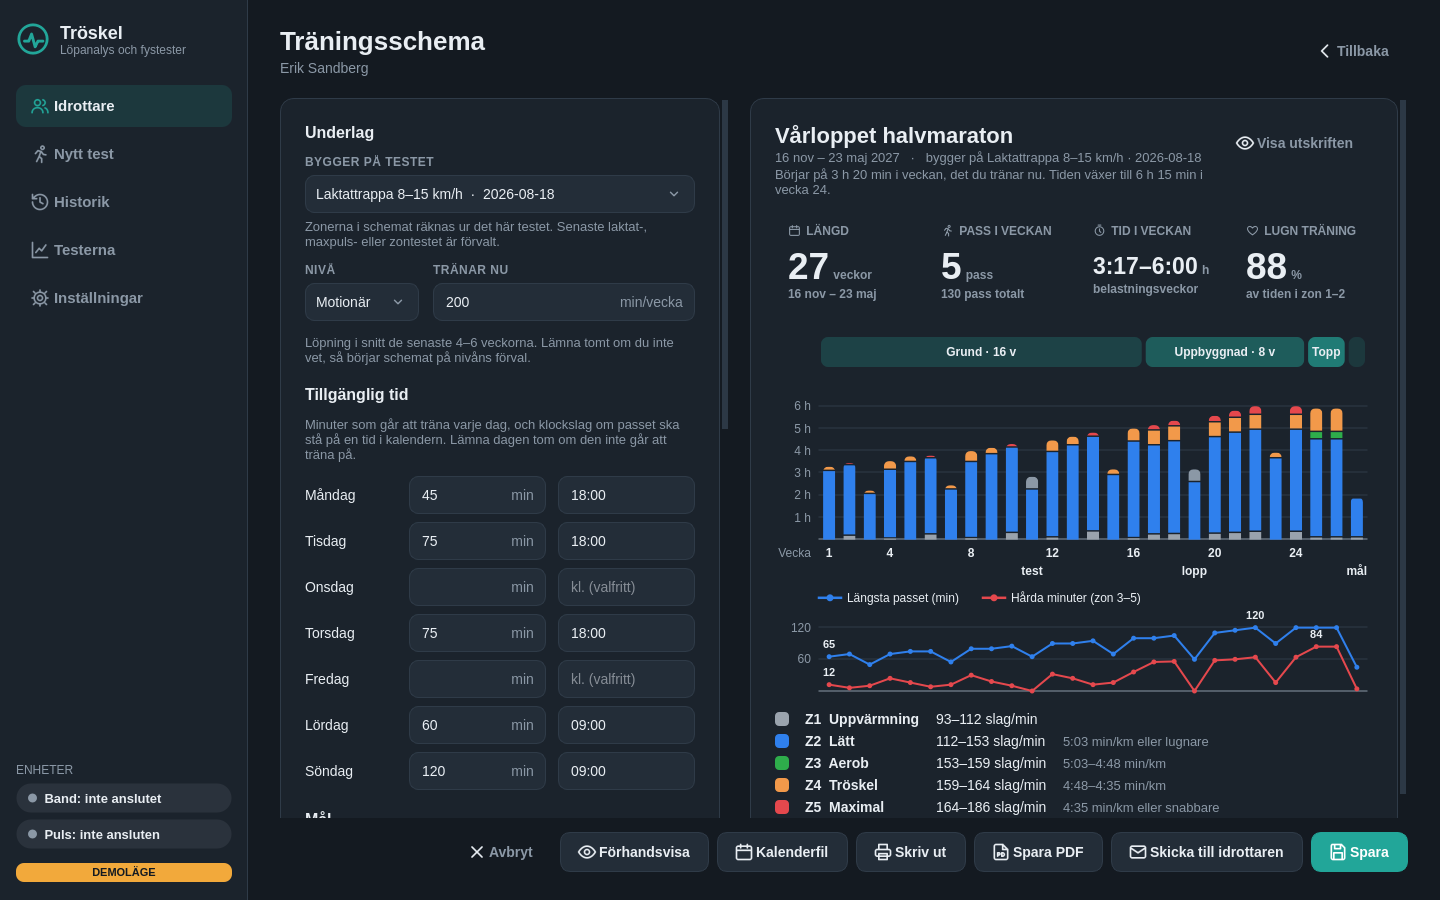 Tröskel
Löpanalys och fystester
Idrottare
Nytt test
Historik
Testerna
Inställningar
ENHETER
Band: inte anslutet
Puls: inte ansluten
DEMOLÄGE
Träningsschema
Erik Sandberg
Tillbaka
Underlag
BYGGER PÅ TESTET
Laktattrappa 8–15 km/h · 2026-08-18
Zonerna i schemat räknas ur det här testet. Senaste laktat-,
maxpuls- eller zontestet är förvalt.
NIVÅ TRÄNAR NU
Motionär 200 min/vecka
Löpning i snitt de senaste 4–6 veckorna. Lämna tomt om du inte
vet, så börjar schemat på nivåns förval.
Tillgänglig tid
Minuter som går att träna varje dag, och klockslag om passet ska
stå på en tid i kalendern. Lämna dagen tom om den inte går att
träna på.
Måndag 45 min 18:00
Tisdag 75 min 18:00
Onsdag min kl. (valfritt)
Torsdag 75 min 18:00
Fredag min kl. (valfritt)
Lördag 60 min 09:00
Söndag 120 min 09:00
Mål
Vårloppet halvmaraton
Visa utskriften
16 nov – 23 maj 2027 · bygger på Laktattrappa 8–15 km/h · 2026-08-18
Börjar på 3 h 20 min i veckan, det du tränar nu. Tiden växer till 6 h 15 min i
vecka 24.
LÄNGD PASS I VECKAN TID I VECKAN LUGN TRÄNING
27 veckor 5 pass 3:17–6:00 h 88 %
16 nov – 23 maj 130 pass totalt belastningsveckor av tiden i zon 1–2
Grund · 16 v Uppbyggnad · 8 v Topp
6 h
5 h
4 h
3 h
2 h
1 h
Vecka 1 4 8 12 16 20 24
test lopp mål
Längsta passet (min) Hårda minuter (zon 3–5)
120
120
84
65
60
12
Z1 Uppvärmning 93–112 slag/min
Z2 Lätt 112–153 slag/min 5:03 min/km eller lugnare
Z3 Aerob 153–159 slag/min 5:03–4:48 min/km
Z4 Tröskel 159–164 slag/min 4:48–4:35 min/km
Z5 Maximal 164–186 slag/min 4:35 min/km eller snabbare
Avbryt Förhandsvisa Kalenderfil Skriv ut Spara PDF Skicka till idrottaren Spara